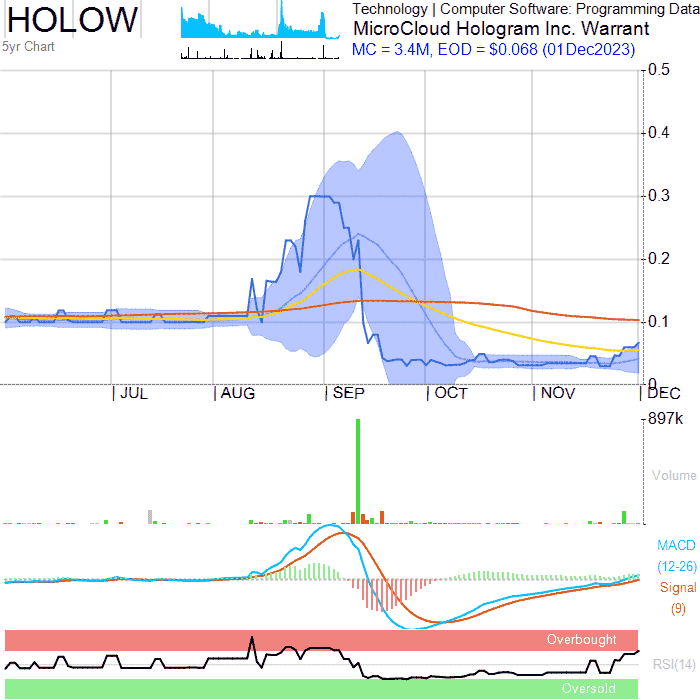 HOLOW
5yr Chart
Technology | Computer Software: Programming Data
MicroCloud Hologram Inc. Warrant
MC = 3.4M, EOD = $0.068 (01Dec2023)
0.5
0.4
0.3
0.2
0.1
0
| JUL | AUG | SEP | OCT | NOV | DEC
897k
Volume
MACD
(12-26)
Signal
(9)
Overbought
RSI(14)
Oversold